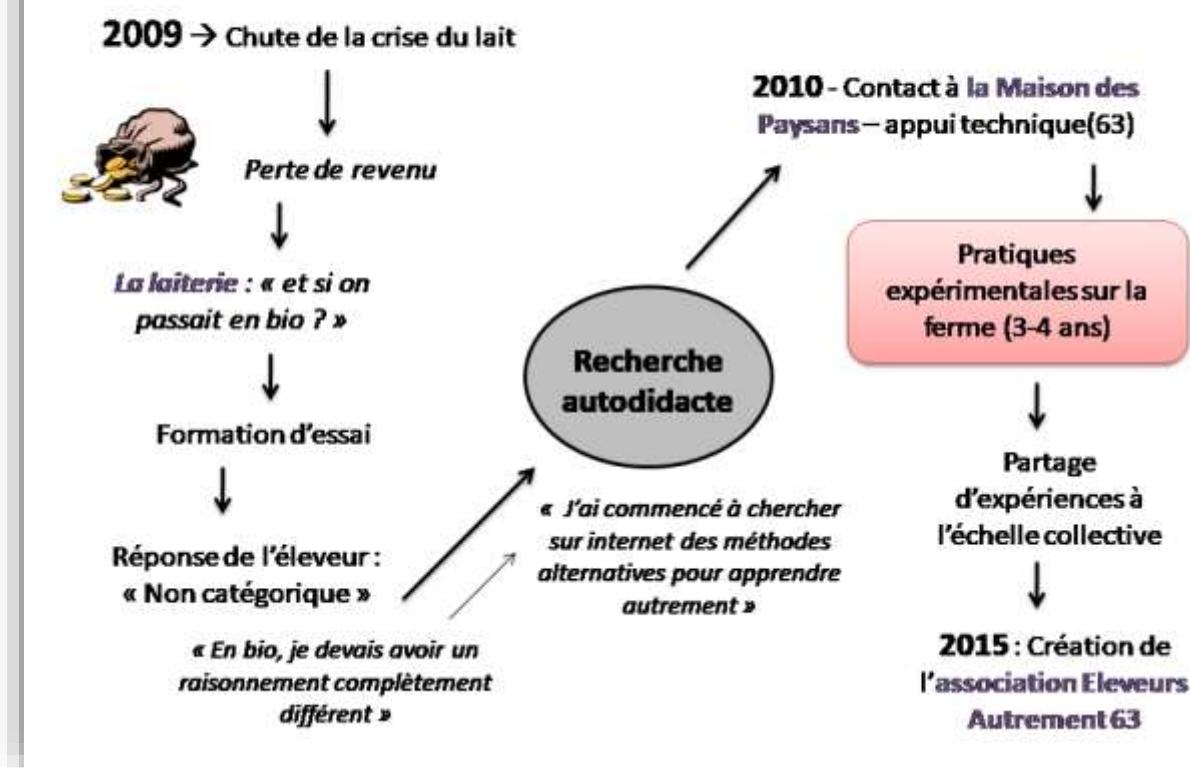 2009 → Chute de la crise du lait
Perte de revenu
La laiterie : « et si on
passait en bio ? »
Formation d'essai
Réponse de l'éleveur :
« Non catégorique »
« En bio, je devais avoir un
raisonnement complètement
différent »
Recherche
autodidacte
« J'ai commencé à chercher
sur internet des méthodes
alternatives pour apprendre
autrement »
2010 - Contact à la Maison des
Paysans – appui technique(63)
Pratiques
expérimentales sur la
ferme (3-4 ans)
Partage
d'expériences à
l'échelle collective
2015 : Création de
l'association Eleveurs
Autrement 63